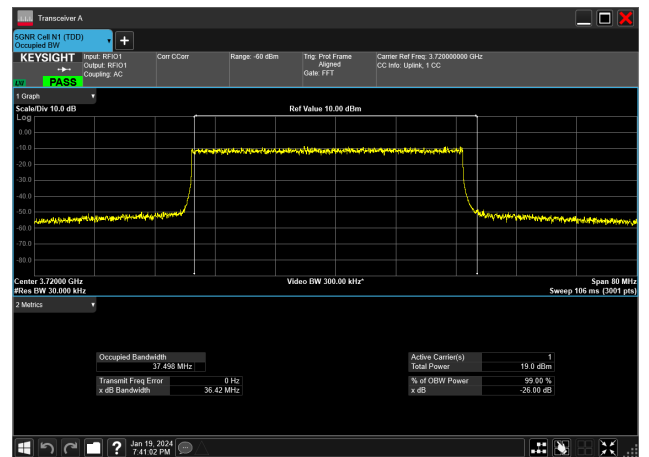 Transceiver A
5GNR Cell N1 (TDD)
Occupied BW
KEYSIGHT
LXI
PASS
Input: RFIO1
Output: RFIO1
Coupling: AC
Corr CCorr
Range: -60 dBm
Trig: Prot Frame
Aligned
Gate: FFT
Carrier Ref Freq: 3.720000000 GHz
CC Info: Uplink, 1 CC
1 Graph
Scale/Div 10.0 dB
Ref Value 10.00 dBm
Log
0.00
-10.0
-20.0
-30.0
-40.0
-50.0
-60.0
-70.0
-80.0
Center 3.72000 GHz
Video BW 300.00 kHz*
Span 80 MHz
#Res BW 30.000 kHz
Sweep 106 ms (3001 pts)
2 Metrics
Occupied Bandwidth
37.498 MHz
Transmit Freq Error 0 Hz
x dB Bandwidth 36.42 MHz
Active Carrier(s) 1
Total Power 19.0 dBm
% of OBW Power 99.00 %
x dB -26.00 dB
?
Jan 19, 2024
7:41:02 PM